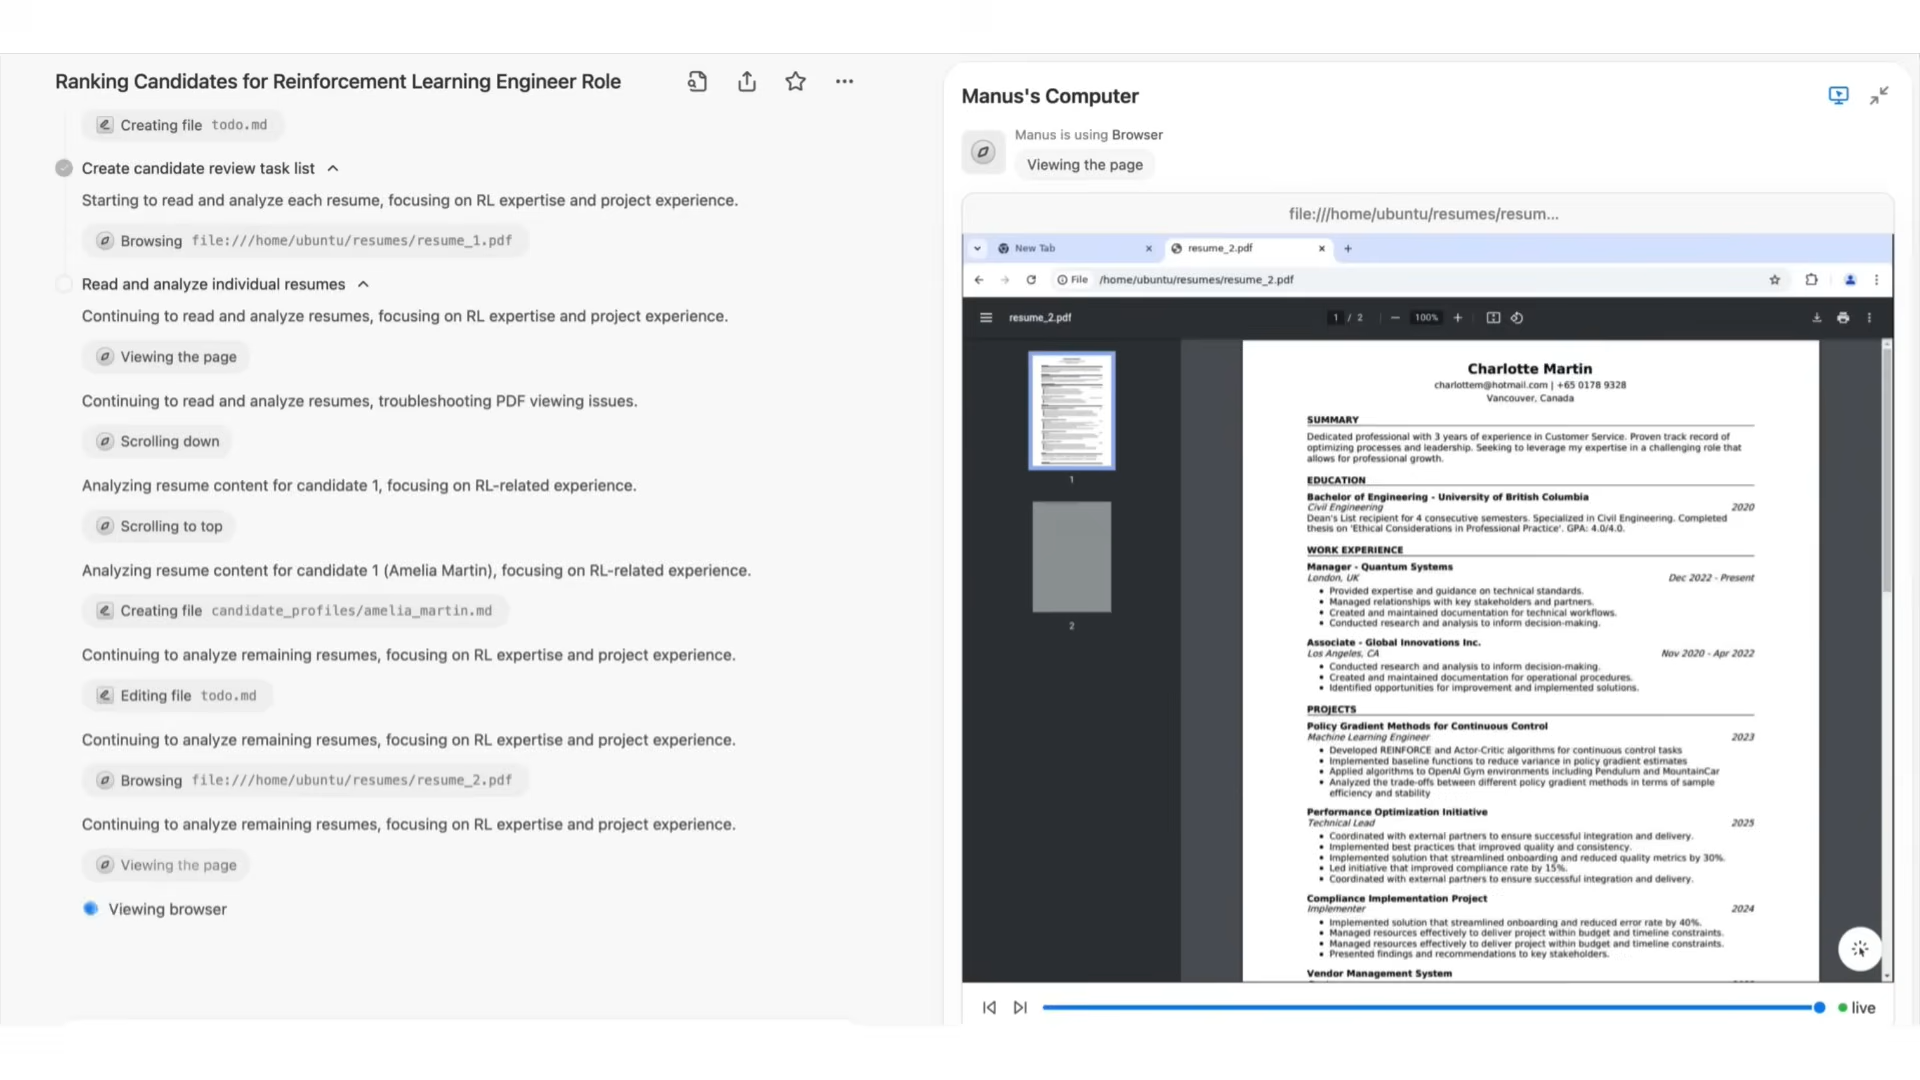 Ranking Candidates for Reinforcement Learning Engineer Role
Creating file todo.md
Create candidate review task list
Starting to read and analyze each resume, focusing on RL expertise and project experience.
Browsing file:///home/ubuntu/resumes/resume_1.pdf
Read and analyze individual resumes
Continuing to read and analyze resumes, focusing on RL expertise and project experience.
Viewing the page
Continuing to read and analyze resumes, troubleshooting PDF viewing issues.
Scrolling down
Analyzing resume content for candidate 1, focusing on RL-related experience.
Scrolling to top
Analyzing resume content for candidate 1 (Amelia Martin), focusing on RL-related experience.
Creating file candidate_profiles/amelia_martin.md
Continuing to analyze remaining resumes, focusing on RL expertise and project experience.
Editing file todo.md
Continuing to analyze remaining resumes, focusing on RL expertise and project experience.
Browsing file:///home/ubuntu/resumes/resume_2.pdf
Continuing to analyze remaining resumes, focusing on RL expertise and project experience.
Viewing the page
Viewing browser
Manus's Computer
Manus is using Browser
Viewing the page
file:///home/ubuntu/resumes/resum...
New Tab
resume_2.pdf
File /home/ubuntu/resumes/resume_2.pdf
resume_2.pdf
1 / 2
100%
1
2
Charlotte Martin
charlottem@hotmail.com | +65 0178 9328
Vancouver, Canada
SUMMARY
Dedicated professional with 3 years of experience in Customer Service. Proven track record of
optimizing processes and leadership. Seeking to leverage my expertise in a challenging role that
allows for professional growth.
EDUCATION
Bachelor of Engineering - University of British Columbia
Civil Engineering 2020
Dean's List recipient for 4 consecutive semesters. Specialized in Civil Engineering. Completed
thesis on 'Ethical Considerations in Professional Practice'. GPA: 4.0/4.0.
WORK EXPERIENCE
Manager - Quantum Systems
London, UK Dec 2022 - Present
• Provided expertise and guidance on technical standards.
• Managed relationships with key stakeholders and partners.
• Created and maintained documentation for technical workflows.
• Conducted research and analysis to inform decision-making.
Associate - Global Innovations Inc.
Los Angeles, CA Nov 2020 - Apr 2022
• Conducted research and analysis to inform decision-making.
• Created and maintained documentation for operational procedures.
• Identified opportunities for improvement and implemented solutions.
PROJECTS
Policy Gradient Methods for Continuous Control
Machine Learning Engineer 2023
• Developed REINFORCE and Actor-Critic algorithms for continuous control tasks
• Implemented baseline functions to reduce variance in policy gradient estimates
• Applied algorithms to OpenAI Gym environments including Pendulum and MountainCar
• Analyzed the trade-offs between different policy gradient methods in terms of sample
efficiency and stability
Performance Optimization Initiative
Technical Lead 2025
• Coordinated with external partners to ensure successful integration and delivery.
• Implemented best practices that improved quality and consistency.
• Implemented solution that streamlined onboarding and reduced quality metrics by 30%.
• Led initiative that improved compliance rate by 15%.
• Coordinated with external partners to ensure successful integration and delivery.
Compliance Implementation Project
Implementer 2024
• Implemented solution that streamlined onboarding and reduced error rate by 40%.
• Managed resources effectively to deliver project within budget and timeline constraints.
• Managed resources effectively to deliver project within budget and timeline constraints.
• Presented findings and recommendations to key stakeholders.
Vendor Management System
live